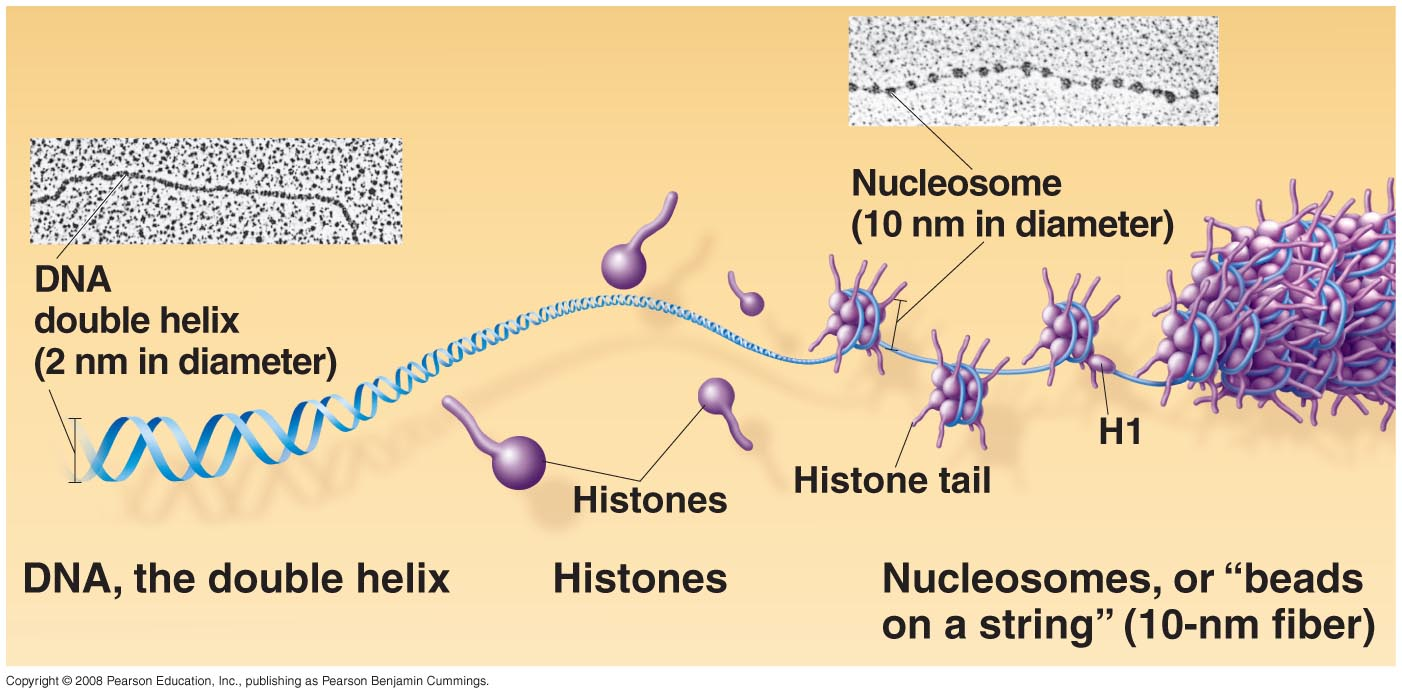 Nucleosome
(10 nm in diameter)
DNA
double helix
(2 nm in diameter)
H1
Histone tail
Histones
DNA, the double helix
Histones
Nucleosomes, or “beads
on a string” (10-nm fiber)
Copyright © 2008 Pearson Education, Inc., publishing as Pearson Benjamin Cummings.